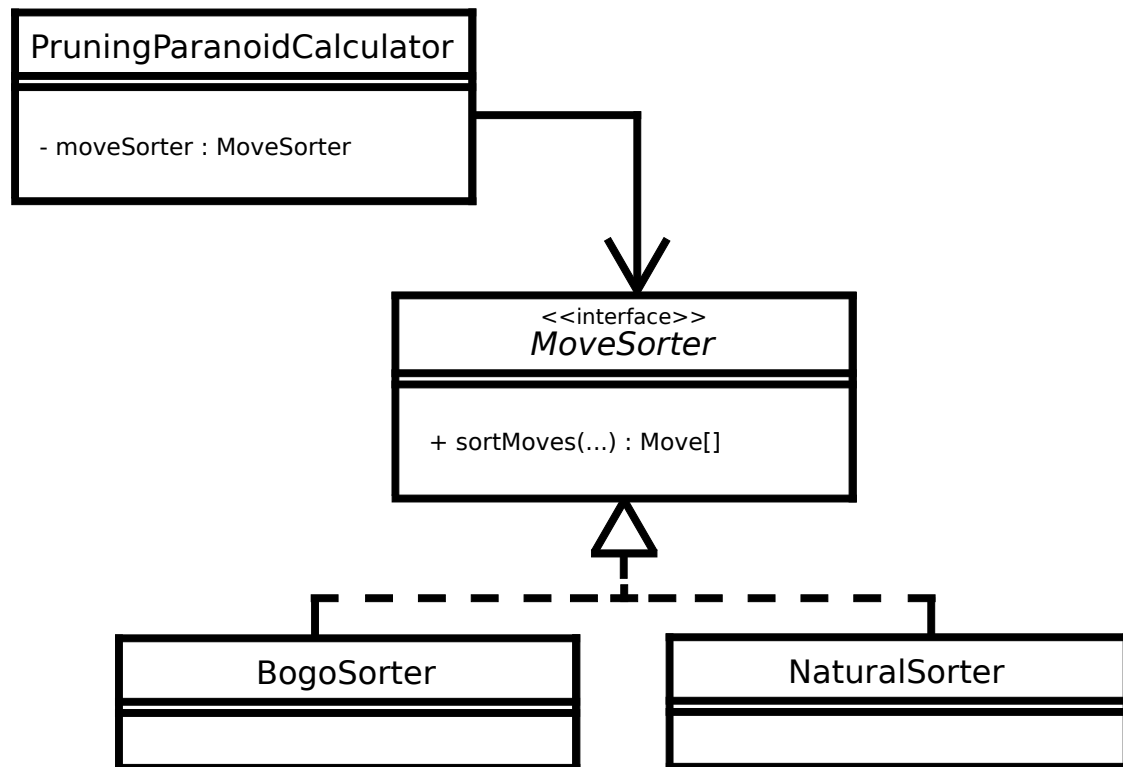 PruningParanoidCalculator
- moveSorter : MoveSorter
<<interface>>
MoveSorter
+ sortMoves(...) : Move[]
BogoSorter
NaturalSorter